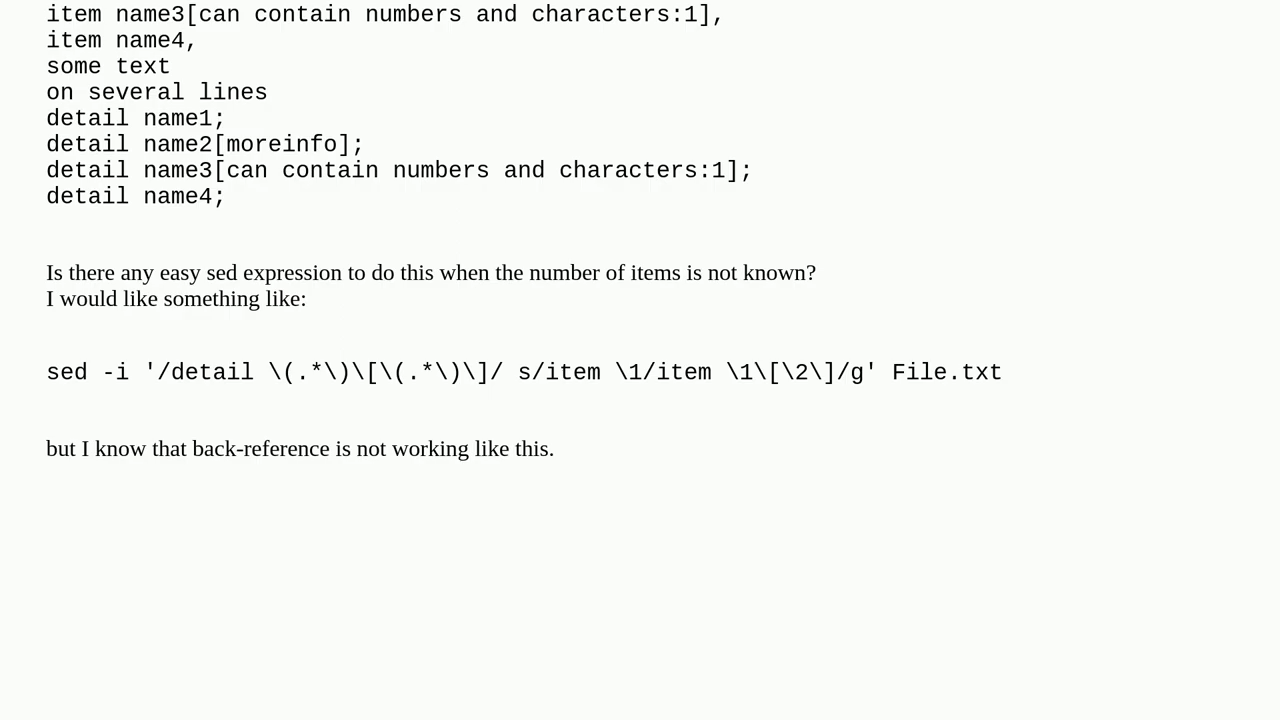 item name3[can contain numbers and characters:1],
item name4,
some text
on several lines
detail name1;
detail name2[moreinfo];
detail name3[can contain numbers and characters:1];
detail name4;
Is there any easy sed expression to do this when the number of items is not known?
I would like something like:
sed -i '/detail \(.*\)\[\(.*\)\]/ s/item \1/item \1\[\2\]/g' File.txt
but I know that back-reference is not working like this.